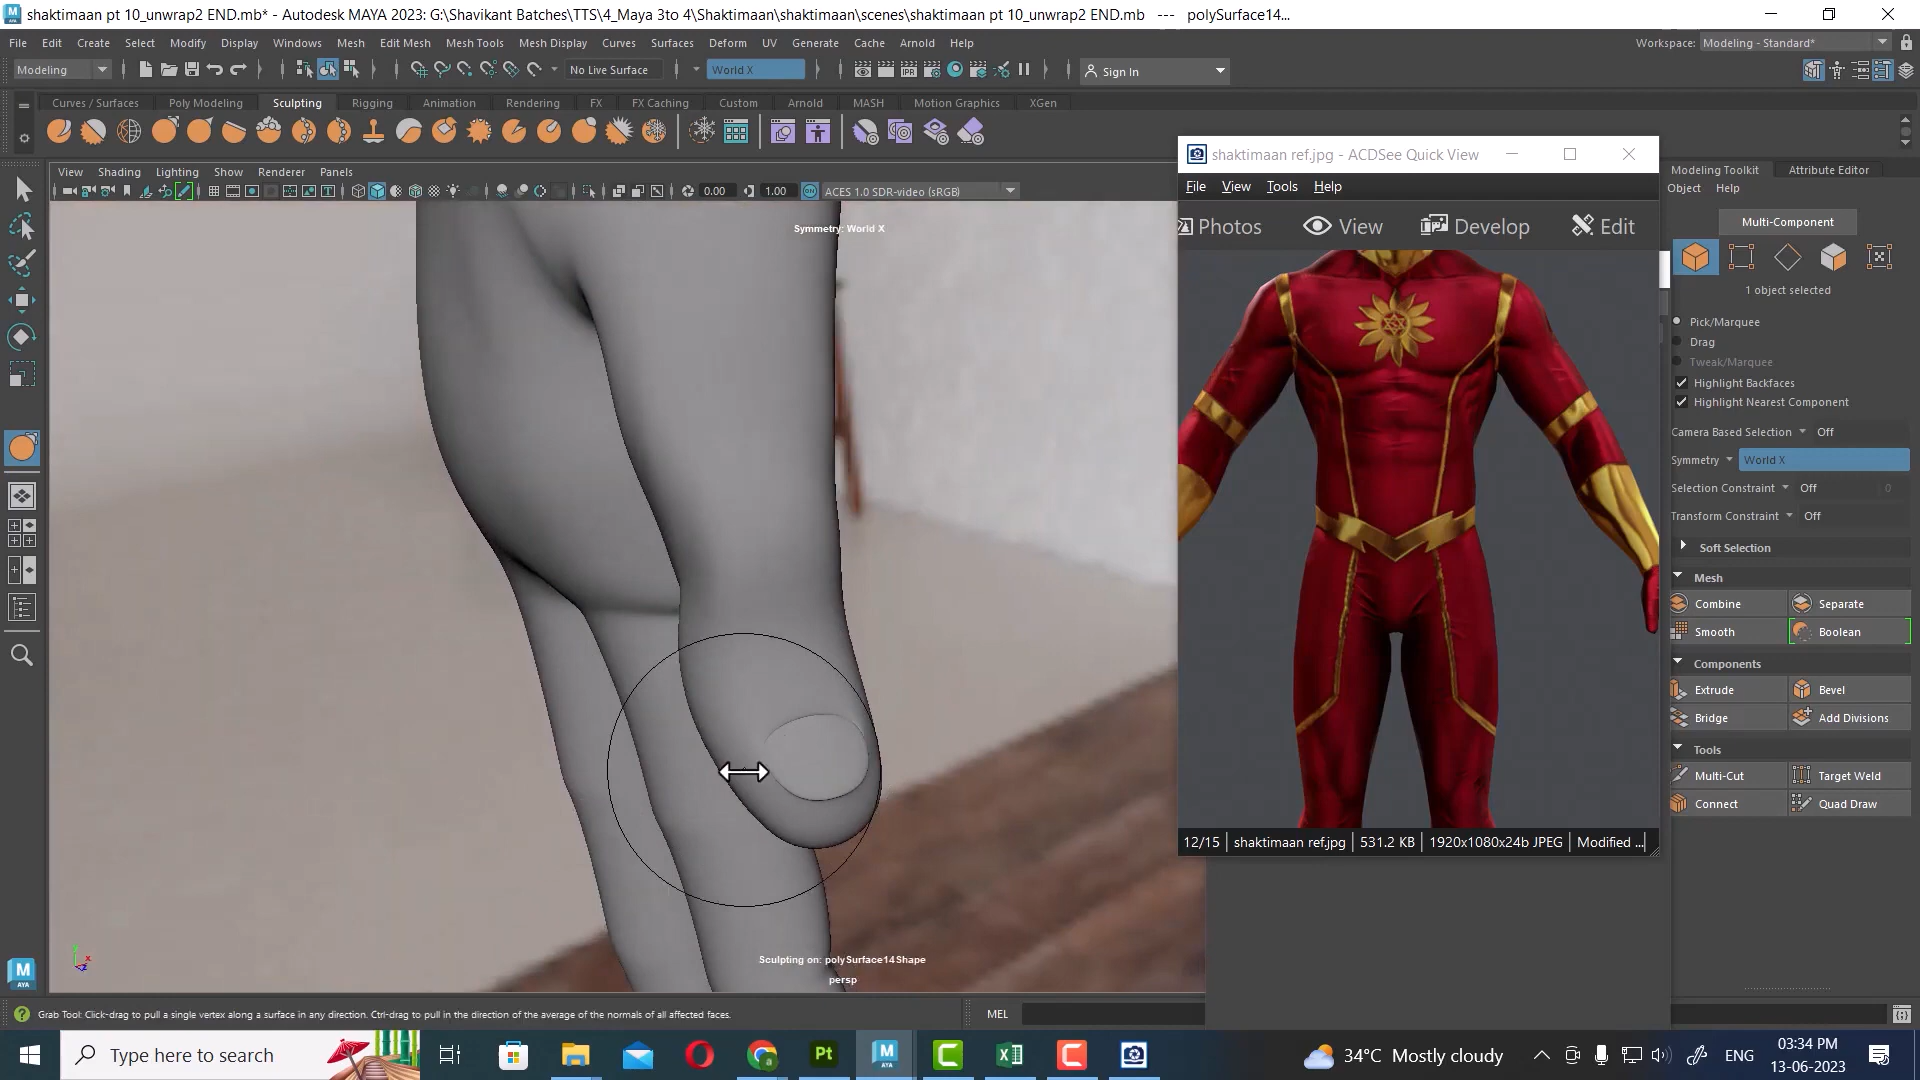 shaktimaan pt 10_unwrap2 END.mb* - Autodesk MAYA 2023: G:\Shavikant Batches\TTS\4_Maya 3to 4\Shaktimaan\shaktimaan\scenes\shaktimaan pt 10_unwrap2 END.mb --- polySurface14...
File Edit Create Select Modify Display Windows Mesh Edit Mesh Mesh Tools Mesh Display Curves Surfaces Deform UV Generate Cache Arnold Help
Workspace: Modeling - Standard*
Modeling No Live Surface World X Sign In
Curves / Surfaces Poly Modeling Sculpting Rigging Animation Rendering FX FX Caching Custom Arnold MASH Motion Graphics XGen
View Shading Lighting Show Renderer Panels
0.00 1.00 ACES 1.0 SDR-video (sRGB)
Symmetry: World X
Sculpting on: polySurface14Shape
persp
shaktimaan ref.jpg - ACDSee Quick View
File View Tools Help
Photos View Develop Edit
12/15 shaktimaan ref.jpg 531.2 KB 1920x1080x24b JPEG Modified ...
Modeling Toolkit Attribute Editor
Object Help
Multi-Component
1 object selected
Pick/Marquee
Drag
Tweak/Marquee
Highlight Backfaces
Highlight Nearest Component
Camera Based Selection Off
Symmetry World X
Selection Constraint Off 0
Transform Constraint Off
Soft Selection
Mesh
Combine Separate
Smooth Boolean
Components
Extrude Bevel
Bridge Add Divisions
Tools
Multi-Cut Target Weld
Connect Quad Draw
Grab Tool: Click-drag to pull a single vertex along a surface in any direction. Ctrl-drag to pull in the direction of the average of the normals of all affected faces.
MEL
Type here to search
34°C Mostly cloudy
ENG
03:34 PM
13-06-2023